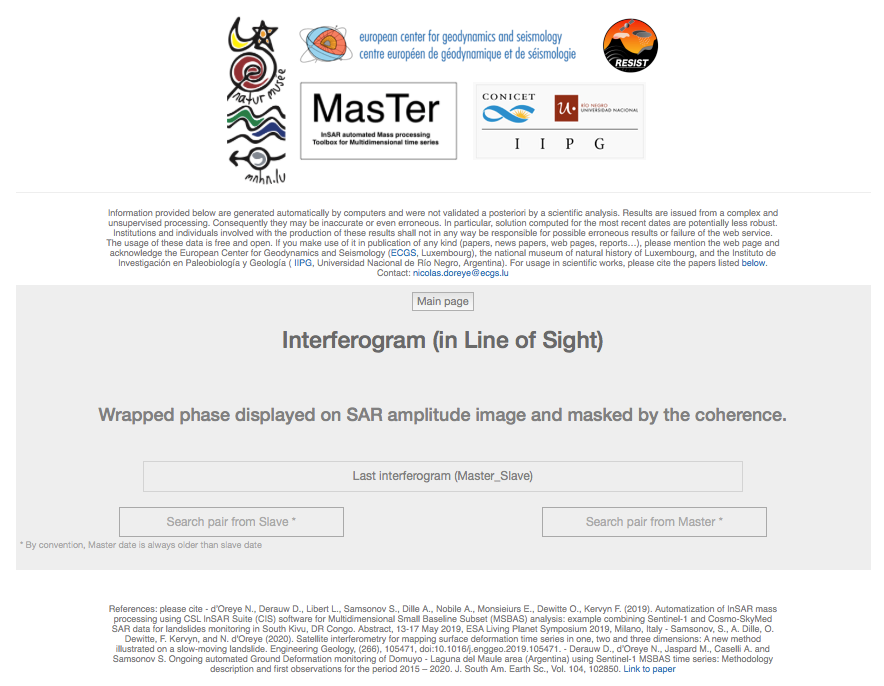 european center for geodynamics and seismology
centre européen de géodynamique et de séismologie
RESIST
natur musée
mnhn.lu
MasTer
InSAR automated Mass processing
Toolbox for Multidimensional time series
CONICET
RÍO NEGRO
UNIVERSIDAD NACIONAL
I I P G
Information provided below are generated automatically by computers and were not validated a posteriori by a scientific analysis. Results are issued from a complex and
unsupervised processing. Consequently they may be inaccurate or even erroneous. In particular, solution computed for the most recent dates are potentially less robust.
Institutions and individuals involved with the production of these results shall not in any way be responsible for possible erroneous results or failure of the web service.
The usage of these data is free and open. If you make use of it in publication of any kind (papers, news papers, web pages, reports…), please mention the web page and
acknowledge the European Center for Geodynamics and Seismology (ECGS, Luxembourg), the national museum of natural history of Luxembourg, and the Instituto de
Investigación en Paleobiología y Geología ( IIPG, Universidad Nacional de Río Negro, Argentina). For usage in scientific works, please cite the papers listed below.
Contact: nicolas.doreye@ecgs.lu
Main page
Interferogram (in Line of Sight)
Wrapped phase displayed on SAR amplitude image and masked by the coherence.
Last interferogram (Master_Slave)
Search pair from Slave *
Search pair from Master *
* By convention, Master date is always older than slave date
References: please cite - d'Oreye N., Derauw D., Libert L., Samsonov S., Dille A., Nobile A., Monsieiurs E., Dewitte O., Kervyn F. (2019). Automatization of InSAR mass
processing using CSL InSAR Suite (CIS) software for Multidimensional Small Baseline Subset (MSBAS) analysis: example combining Sentinel-1 and Cosmo-SkyMed
SAR data for landslides monitoring in South Kivu, DR Congo. Abstract, 13-17 May 2019, ESA Living Planet Symposium 2019, Milano, Italy - Samsonov, S., A. Dille, O.
Dewitte, F. Kervyn, and N. d'Oreye (2020). Satellite interferometry for mapping surface deformation time series in one, two and three dimensions: A new method
illustrated on a slow-moving landslide. Engineering Geology, (266), 105471, doi:10.1016/j.enggeo.2019.105471. - Derauw D., d'Oreye N., Jaspard M., Caselli A. and
Samsonov S. Ongoing automated Ground Deformation monitoring of Domuyo - Laguna del Maule area (Argentina) using Sentinel-1 MSBAS time series: Methodology
description and first observations for the period 2015 – 2020. J. South Am. Earth Sc., Vol. 104, 102850. Link to paper